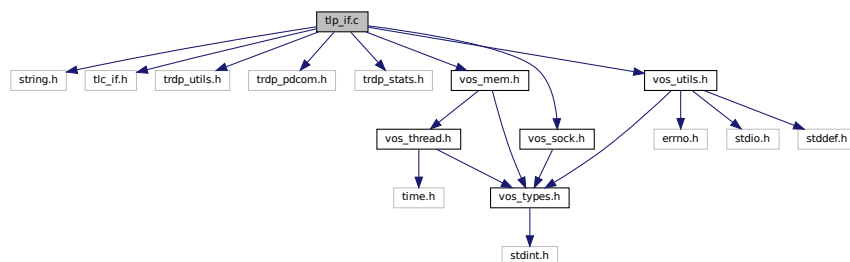 tlp_if.c
string.h
tlc_if.h
trdp_utils.h
trdp_pdcom.h
trdp_stats.h
vos_mem.h
vos_utils.h
vos_thread.h
vos_sock.h
errno.h
stdio.h
stddef.h
time.h
vos_types.h
stdint.h